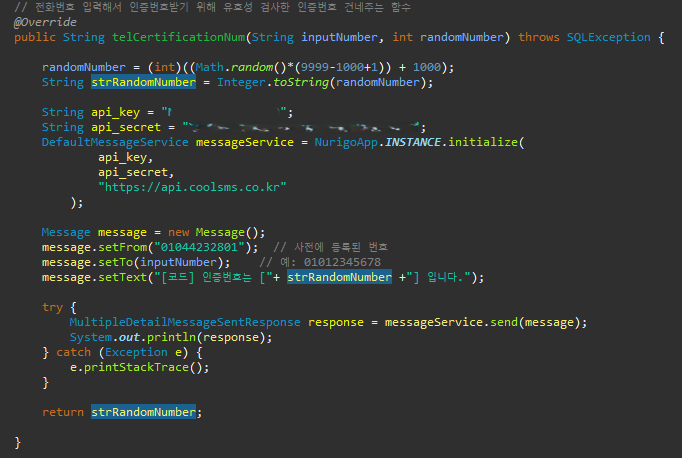 // 전화번호 입력해서 인증번호받기 위해 유효성 검사한 인증번호 건네주는 함수
@Override
public String telCertificationNum(String inputNumber, int randomNumber) throws SQLException {
randomNumber = (int)((Math.random()*(9999-1000+1)) + 1000);
String strRandomNumber = Integer.toString(randomNumber);
String api_key = "";
String api_secret = "";
DefaultMessageService messageService = NurigoApp.INSTANCE.initialize(
api_key,
api_secret,
"https://api.coolsms.co.kr"
);
Message message = new Message();
message.setFrom("01044232801");  // 사전에 등록된 번호
message.setTo(inputNumber);    // 예: 01012345678
message.setText("[코드] 인증번호는 ["+ strRandomNumber +"] 입니다.");
try {
MultipleDetailMessageSentResponse response = messageService.send(message);
System.out.println(response);
} catch (Exception e) {
e.printStackTrace();
}
return strRandomNumber;
}